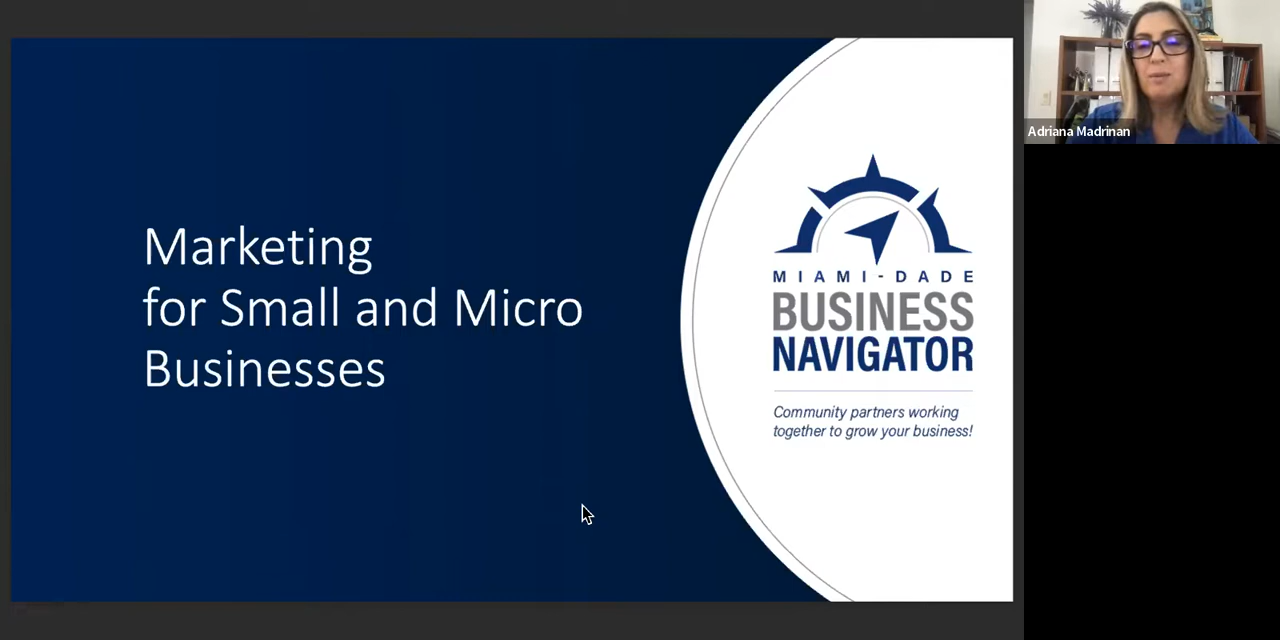 Marketing
for Small and Micro
Businesses
MIAMI-DADE
BUSINESS
NAVIGATOR
Community partners working
together to grow your business!
Adriana Madrinan